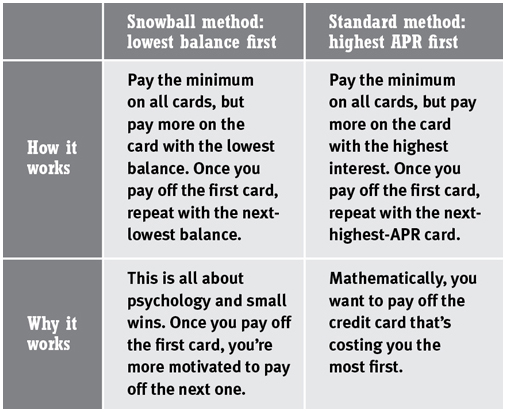 Snowball method:
lowest balance first
Standard method:
highest APR first
How it
works
Pay the minimum
on all cards, but
pay more on the
card with the lowest
balance. Once you
pay off the first card,
repeat with the next-
lowest balance.
Pay the minimum
on all cards, but pay
more on the card
with the highest
interest. Once you
pay off the first card,
repeat with the next-
highest-APR card.
Why it
works
This is all about
psychology and small
wins. Once you pay off
the first card, you’re
more motivated to pay
off the next one.
Mathematically, you
want to pay off the
credit card that’s
costing you the
most first.